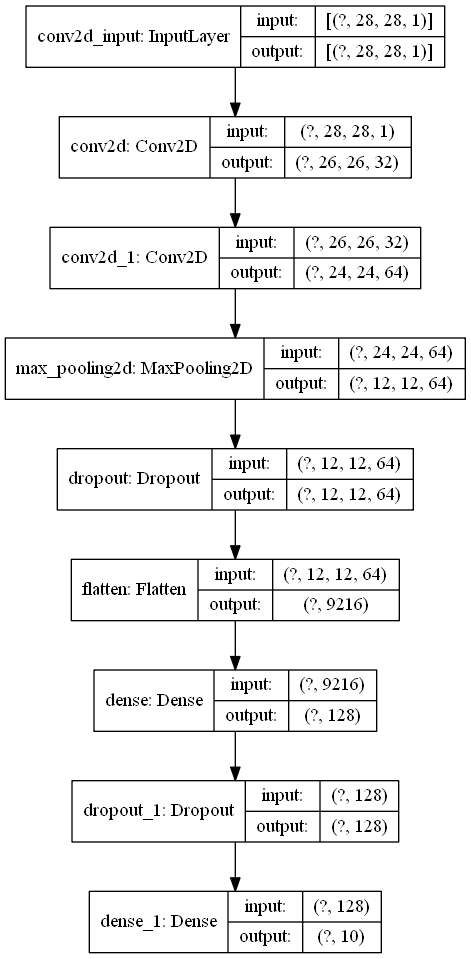 conv2d_input: InputLayer
input: [(?, 28, 28, 1)]
output: [(?, 28, 28, 1)]
conv2d: Conv2D
input: (?, 28, 28, 1)
output: (?, 26, 26, 32)
conv2d_1: Conv2D
input: (?, 26, 26, 32)
output: (?, 24, 24, 64)
max_pooling2d: MaxPooling2D
input: (?, 24, 24, 64)
output: (?, 12, 12, 64)
dropout: Dropout
input: (?, 12, 12, 64)
output: (?, 12, 12, 64)
flatten: Flatten
input: (?, 12, 12, 64)
output: (?, 9216)
dense: Dense
input: (?, 9216)
output: (?, 128)
dropout_1: Dropout
input: (?, 128)
output: (?, 128)
dense_1: Dense
input: (?, 128)
output: (?, 10)